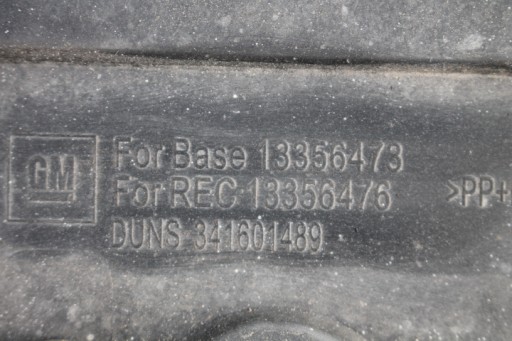 GM
For Base 13356473
For REC 13356476 >PP+
DUNS 341601489